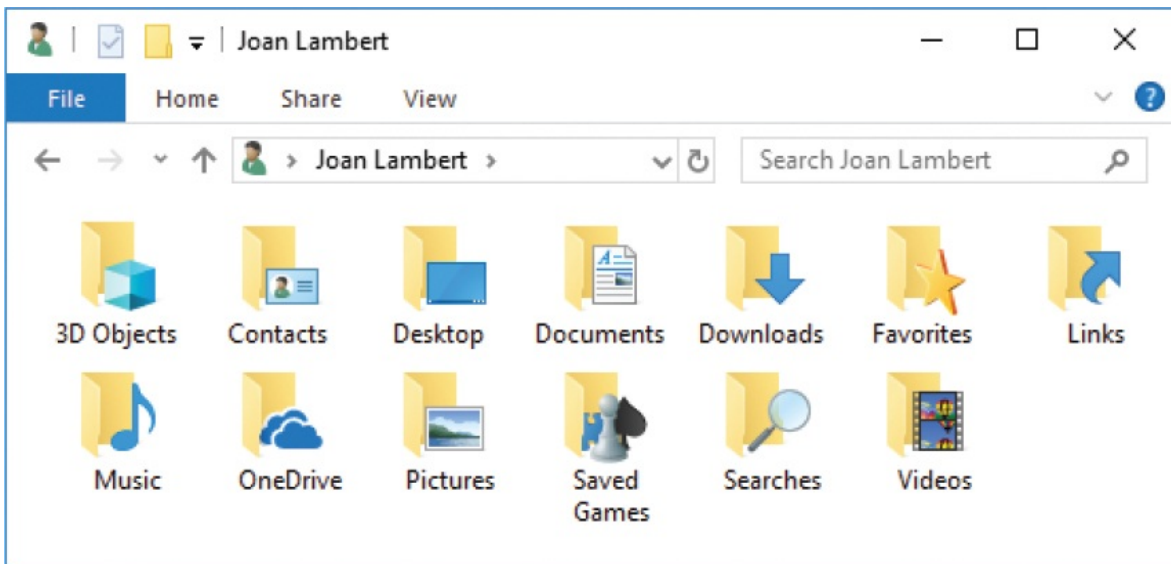 Joan Lambert
File Home Share View
Joan Lambert
Search Joan Lambert
3D Objects Contacts Desktop Documents Downloads Favorites Links
Music OneDrive Pictures Saved Games Searches Videos